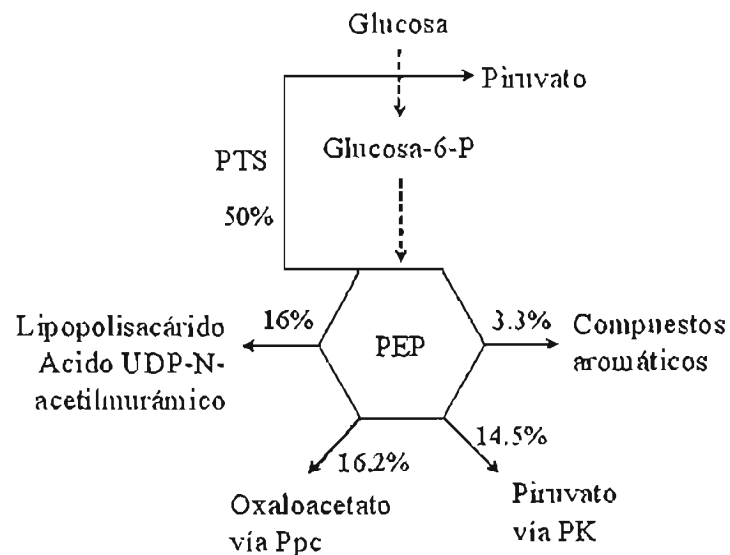 Glucosa
Piruvato
PTS
Glucosa-6-P
50%
Lipopolisacárido
Acido UDP-N-
acetilmurámico
16%
PEP
3.3%
Compuestos
aromáticos
16.2%
14.5%
Oxaloacetato
vía Ppc
Piruvato
vía PK